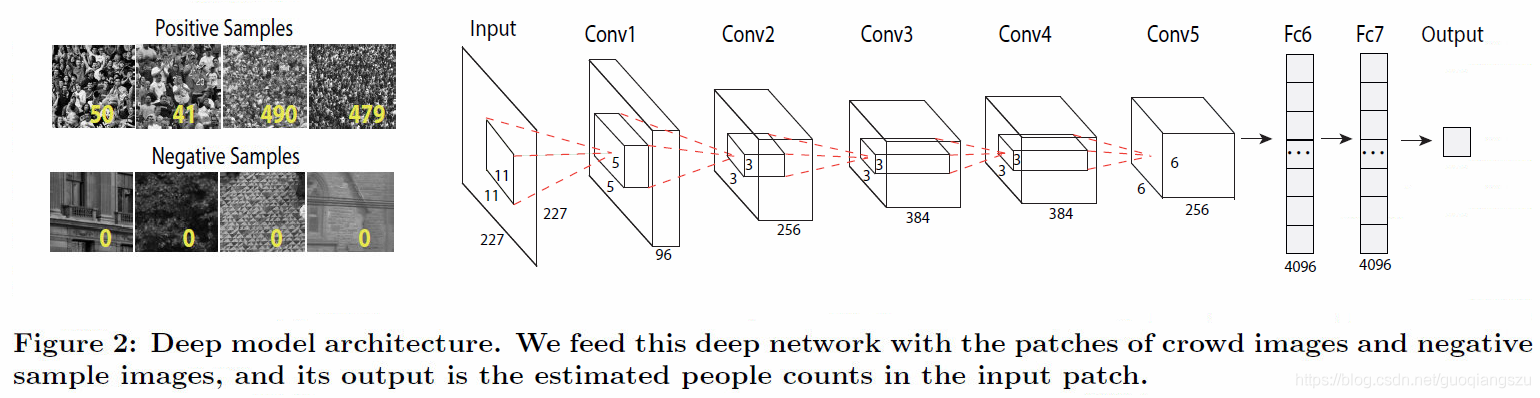 Positive Samples
50 41 490 479
Negative Samples
0 0 0 0
Input Conv1 Conv2 Conv3 Conv4 Conv5 Fc6 Fc7 Output
11
11
227
227
5
5
96
3
3
256
3
3
384
3
3
384
6
6
256
...
4096
...
4096
Figure 2: Deep model architecture. We feed this deep network with the patches of crowd images and negative
sample images, and its output is the estimated people counts in the input patch.
https://blog.csdn.net/guoqiangszu